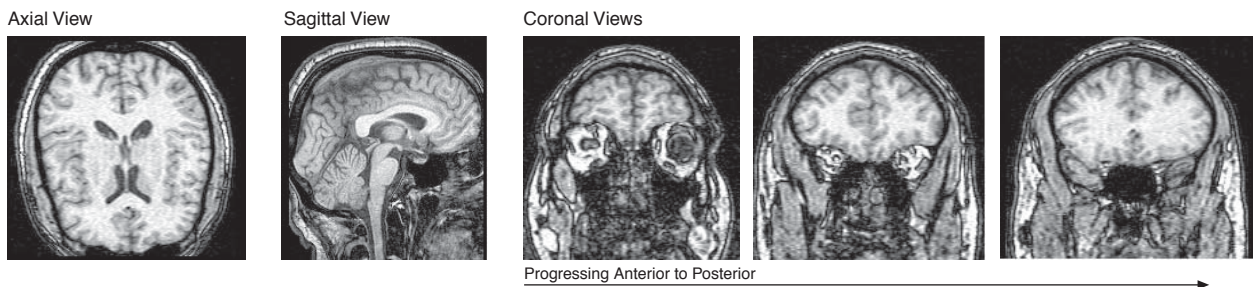 Axial View
Sagittal View
Coronal Views
Progressing Anterior to Posterior